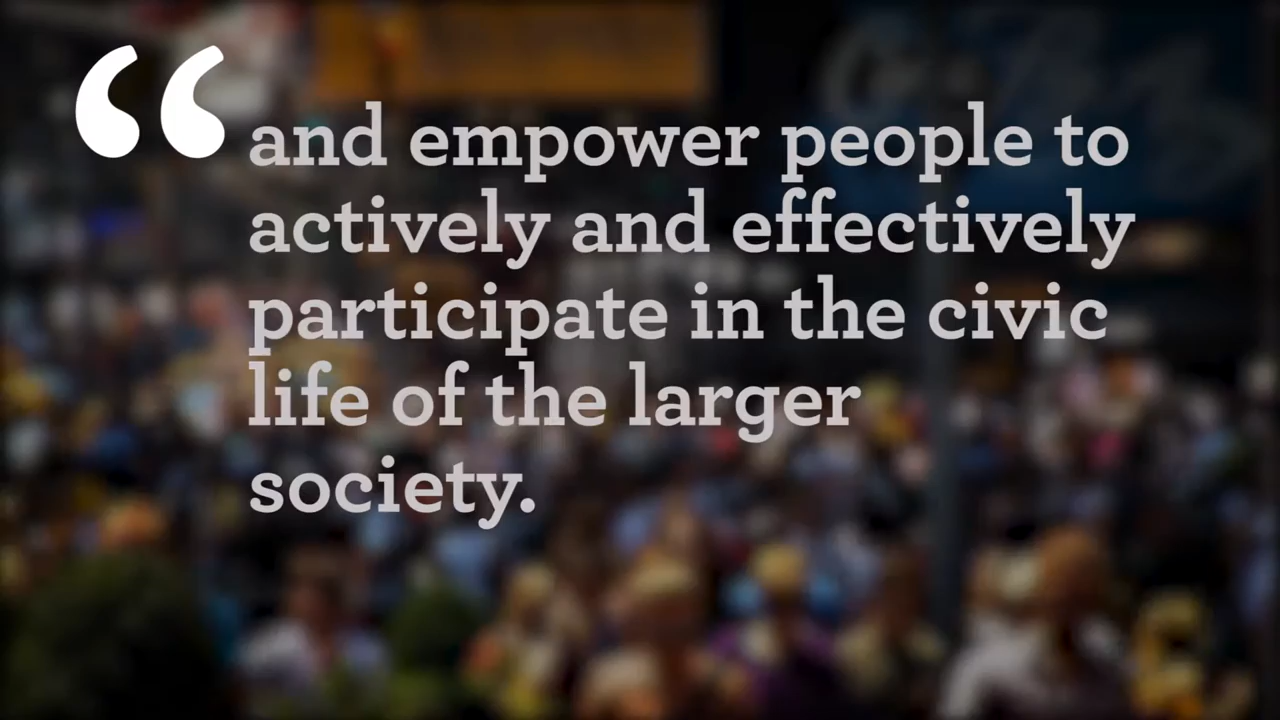 “ and empower people to
actively and effectively
participate in the civic
life of the larger
society.